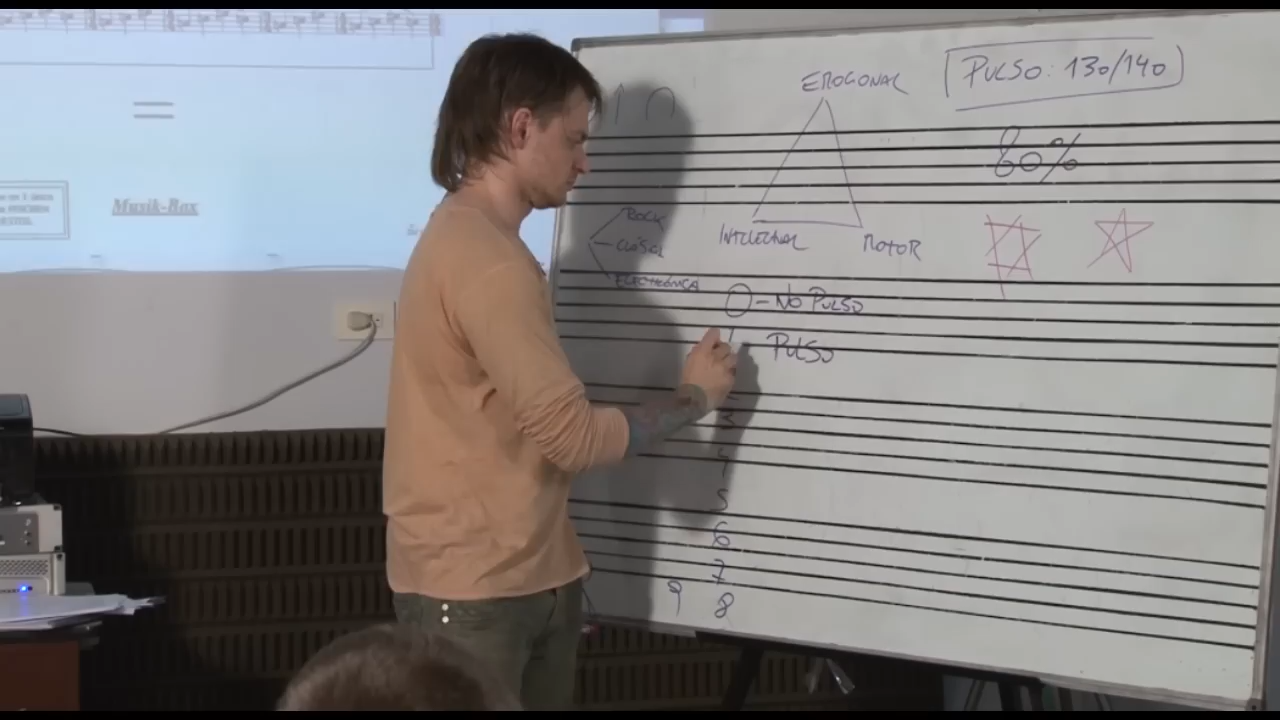 EROGONAL
PULSO: 130/140
80%
ROCK
CLÁSICA
ELECTRÓNICA
INTELECTUAL
MOTOR
Musik-Box
0 - NO PULSO
1 - PULSO
3
4
5
6
7
9 8